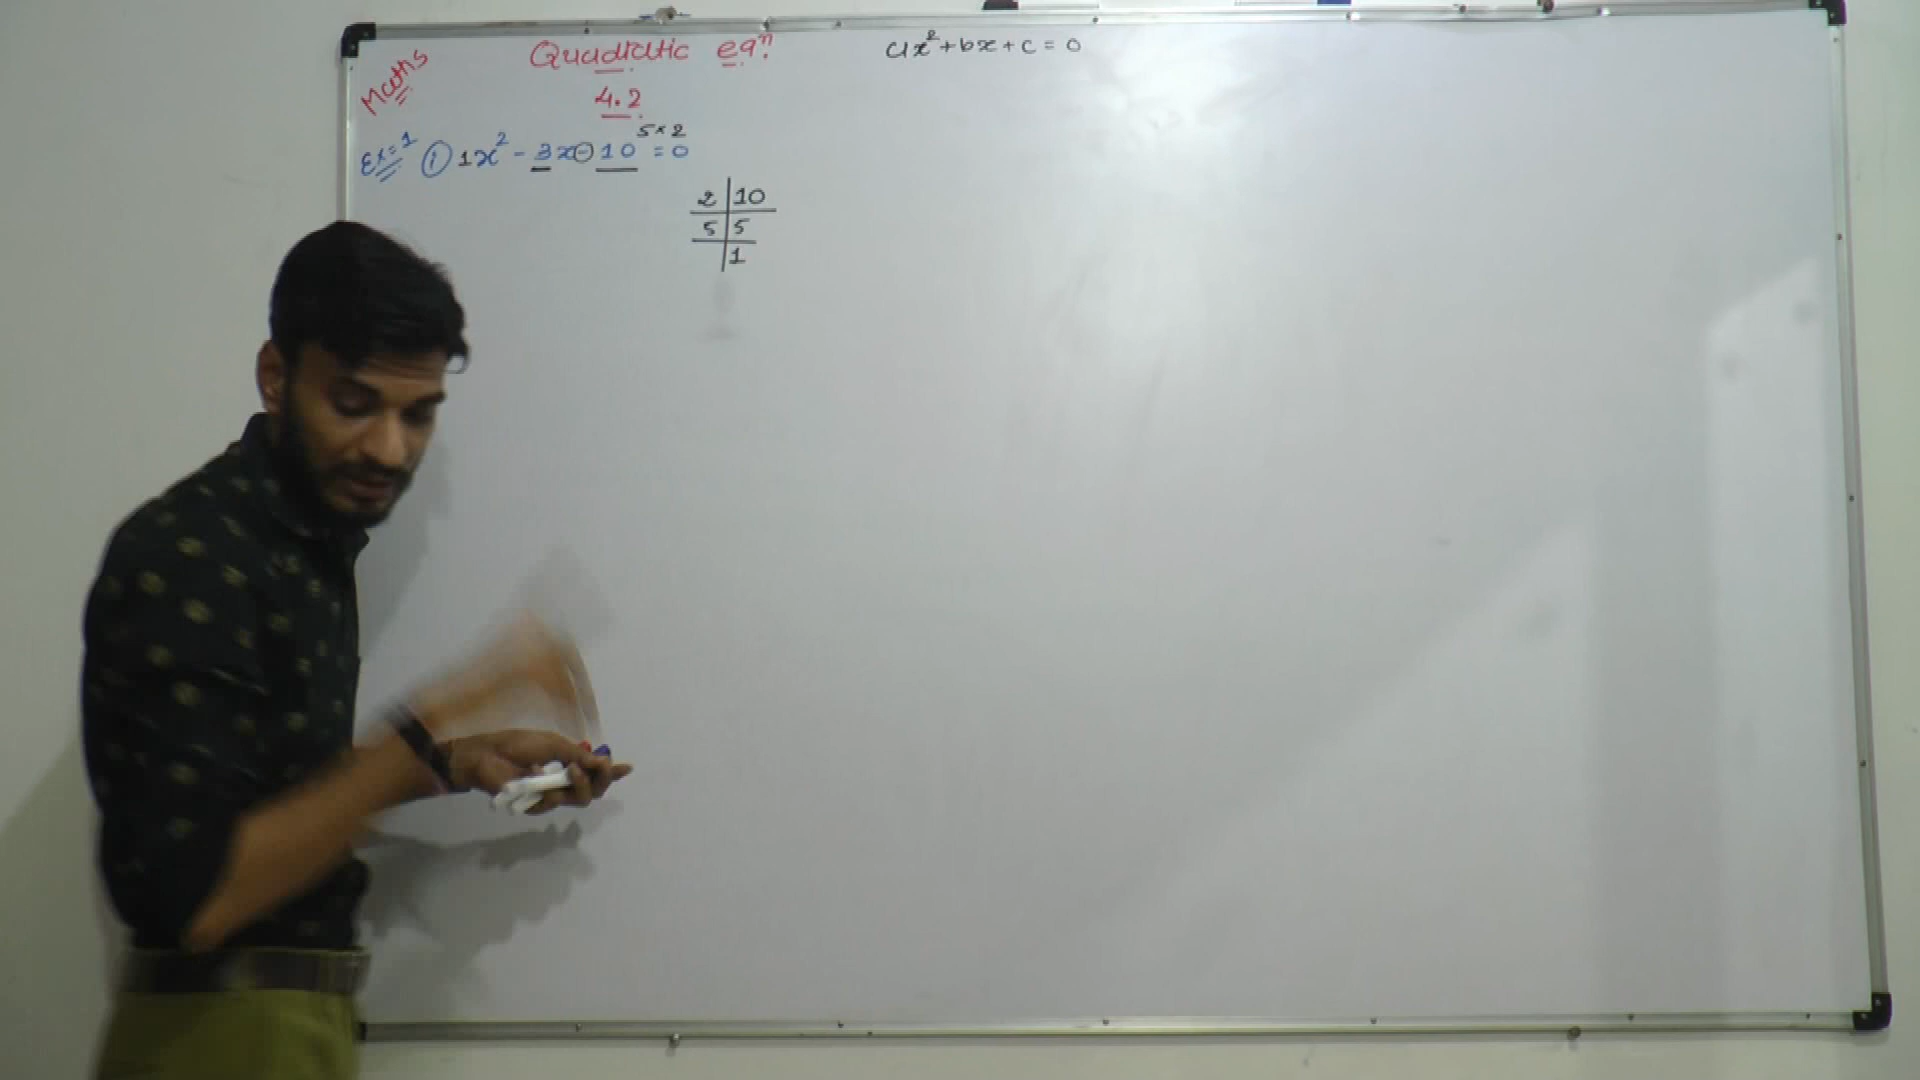 Maths
Quadratic eqⁿ.
ax² + bx + c = 0
4.2
5 × 2
Ex=1 ① 1x² - 3x - 10 = 0
2 | 10
5 | 5
| 1